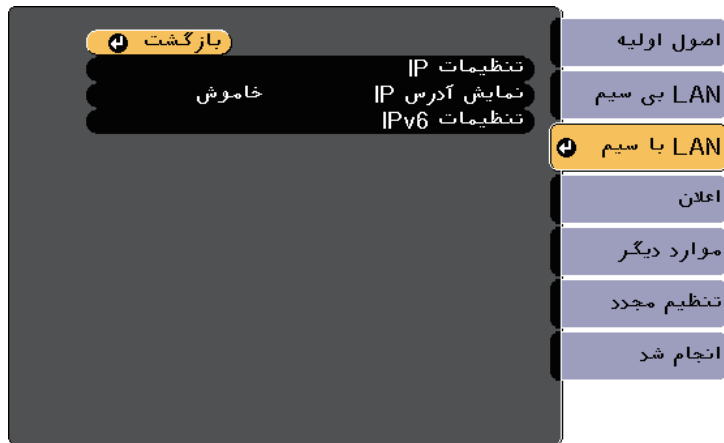 اصول اولیه
LAN بی سیم
LAN با سیم
اعلان
موارد دیگر
تنظیم مجدد
انجام شد
بازگشت
تنظیمات IP
نمایش آدرس IP خاموش
تنظیمات IPv6